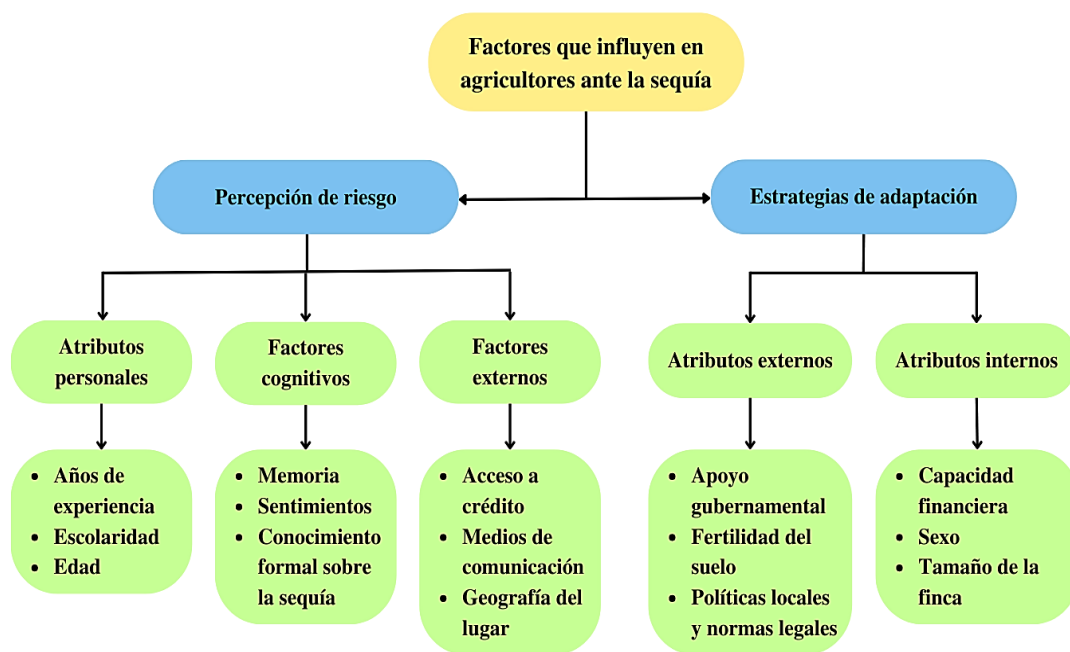 Factores que influyen en
agricultores ante la sequía
Percepción de riesgo
Estrategias de adaptación
Atributos
personales
Factores
cognitivos
Factores
externos
Atributos externos
Atributos internos
• Años de
experiencia
• Escolaridad
• Edad
• Memoria
• Sentimientos
• Conocimiento
formal sobre
la sequía
• Acceso a
crédito
• Medios de
comunicación
• Geografía del
lugar
• Apoyo
gubernamental
• Fertilidad del
suelo
• Políticas locales
y normas legales
• Capacidad
financiera
• Sexo
• Tamaño de la
finca